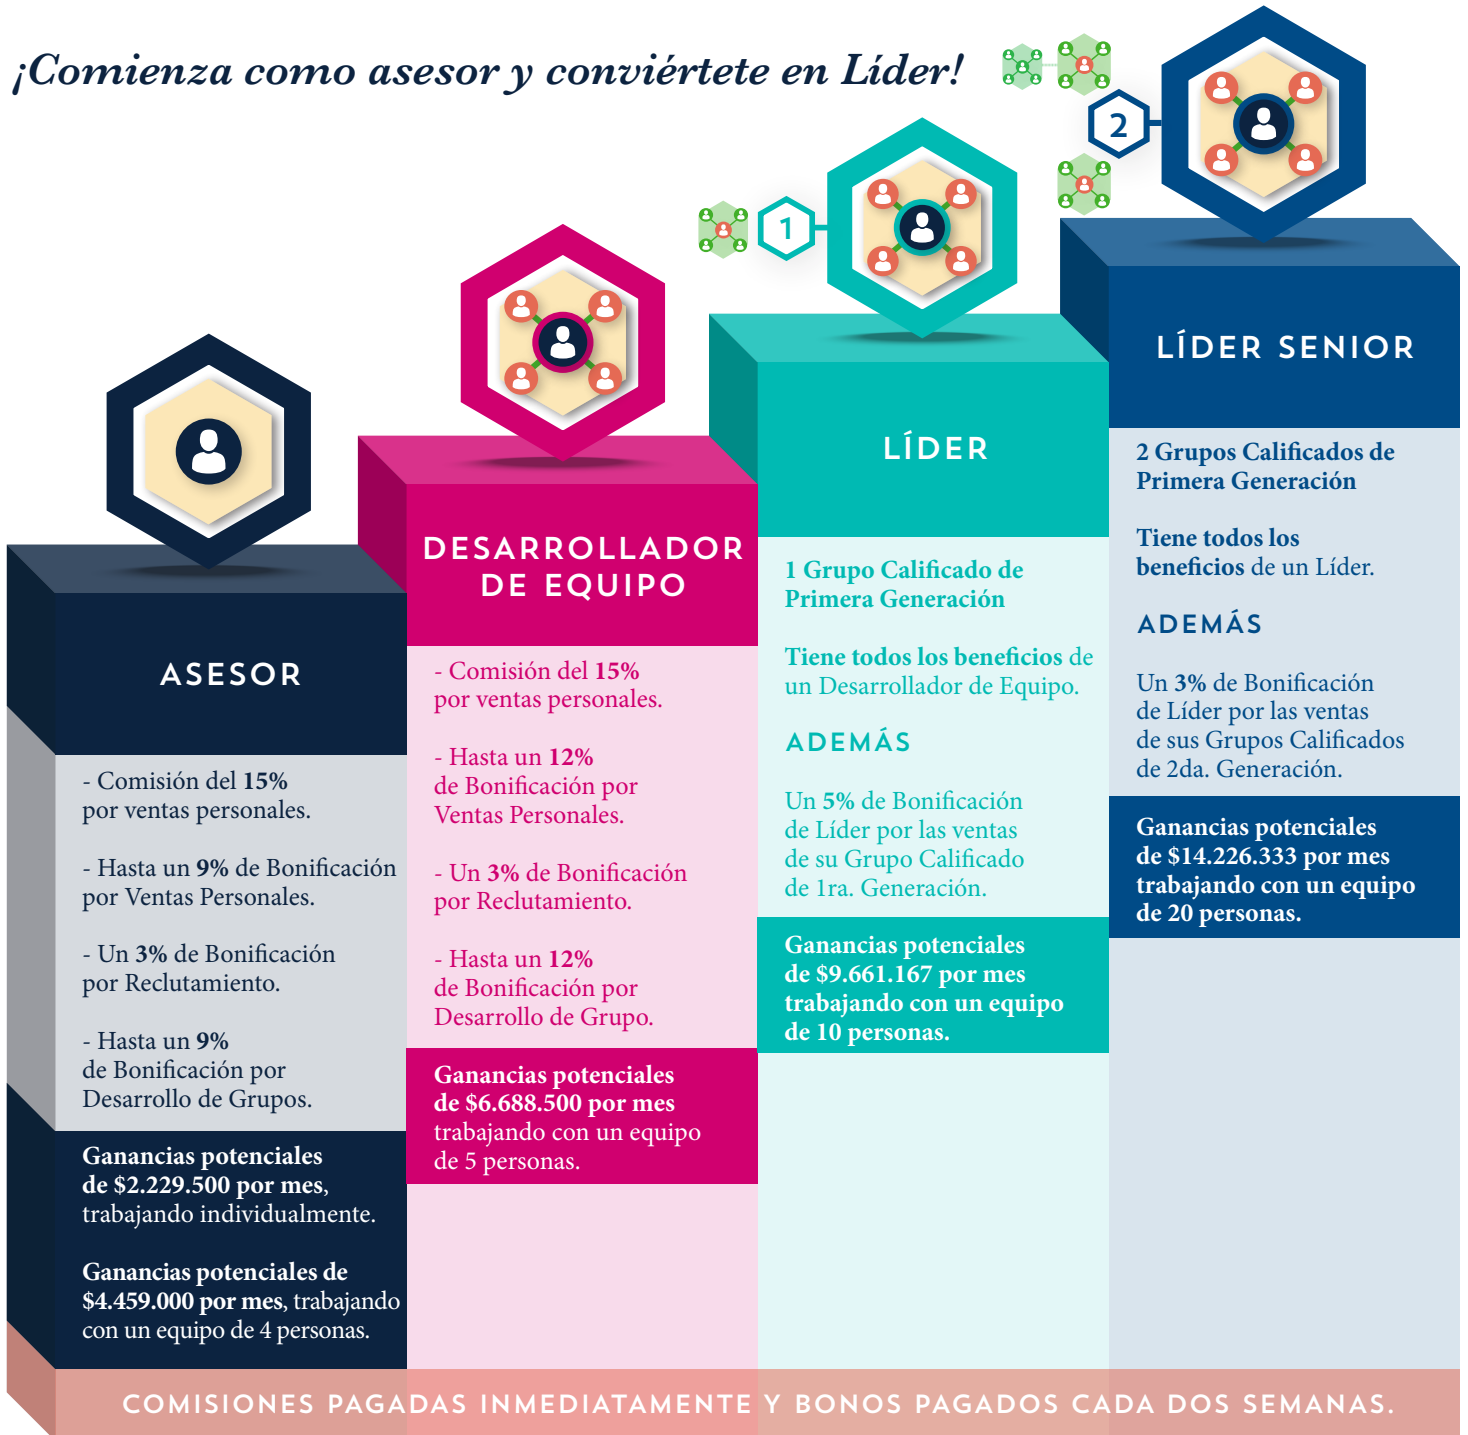 ¡Comienza como asesor y conviértete en Líder!
ASESOR
- Comisión del 15%
por ventas personales.
- Hasta un 9% de Bonificación
por Ventas Personales.
- Un 3% de Bonificación
por Reclutamiento.
- Hasta un 9%
de Bonificación por
Desarrollo de Grupos.
Ganancias potenciales
de $2.229.500 por mes,
trabajando individualmente.
Ganancias potenciales de
$4.459.000 por mes, trabajando
con un equipo de 4 personas.
DESARROLLADOR
DE EQUIPO
- Comisión del 15%
por ventas personales.
- Hasta un 12%
de Bonificación por
Ventas Personales.
- Un 3% de Bonificación
por Reclutamiento.
- Hasta un 12%
de Bonificación por
Desarrollo de Grupo.
Ganancias potenciales
de $6.688.500 por mes
trabajando con un equipo
de 5 personas.
1
LÍDER
1 Grupo Calificado de
Primera Generación
Tiene todos los beneficios de
un Desarrollador de Equipo.
ADEMÁS
Un 5% de Bonificación
de Líder por las ventas
de su Grupo Calificado
de 1ra. Generación.
Ganancias potenciales
de $9.661.167 por mes
trabajando con un equipo
de 10 personas.
2
LÍDER SENIOR
2 Grupos Calificados de
Primera Generación
Tiene todos los
beneficios de un Líder.
ADEMÁS
Un 3% de Bonificación
de Líder por las ventas
de sus Grupos Calificados
de 2da. Generación.
Ganancias potenciales
de $14.226.333 por mes
trabajando con un equipo
de 20 personas.
COMISIONES PAGADAS INMEDIATAMENTE Y BONOS PAGADOS CADA DOS SEMANAS.